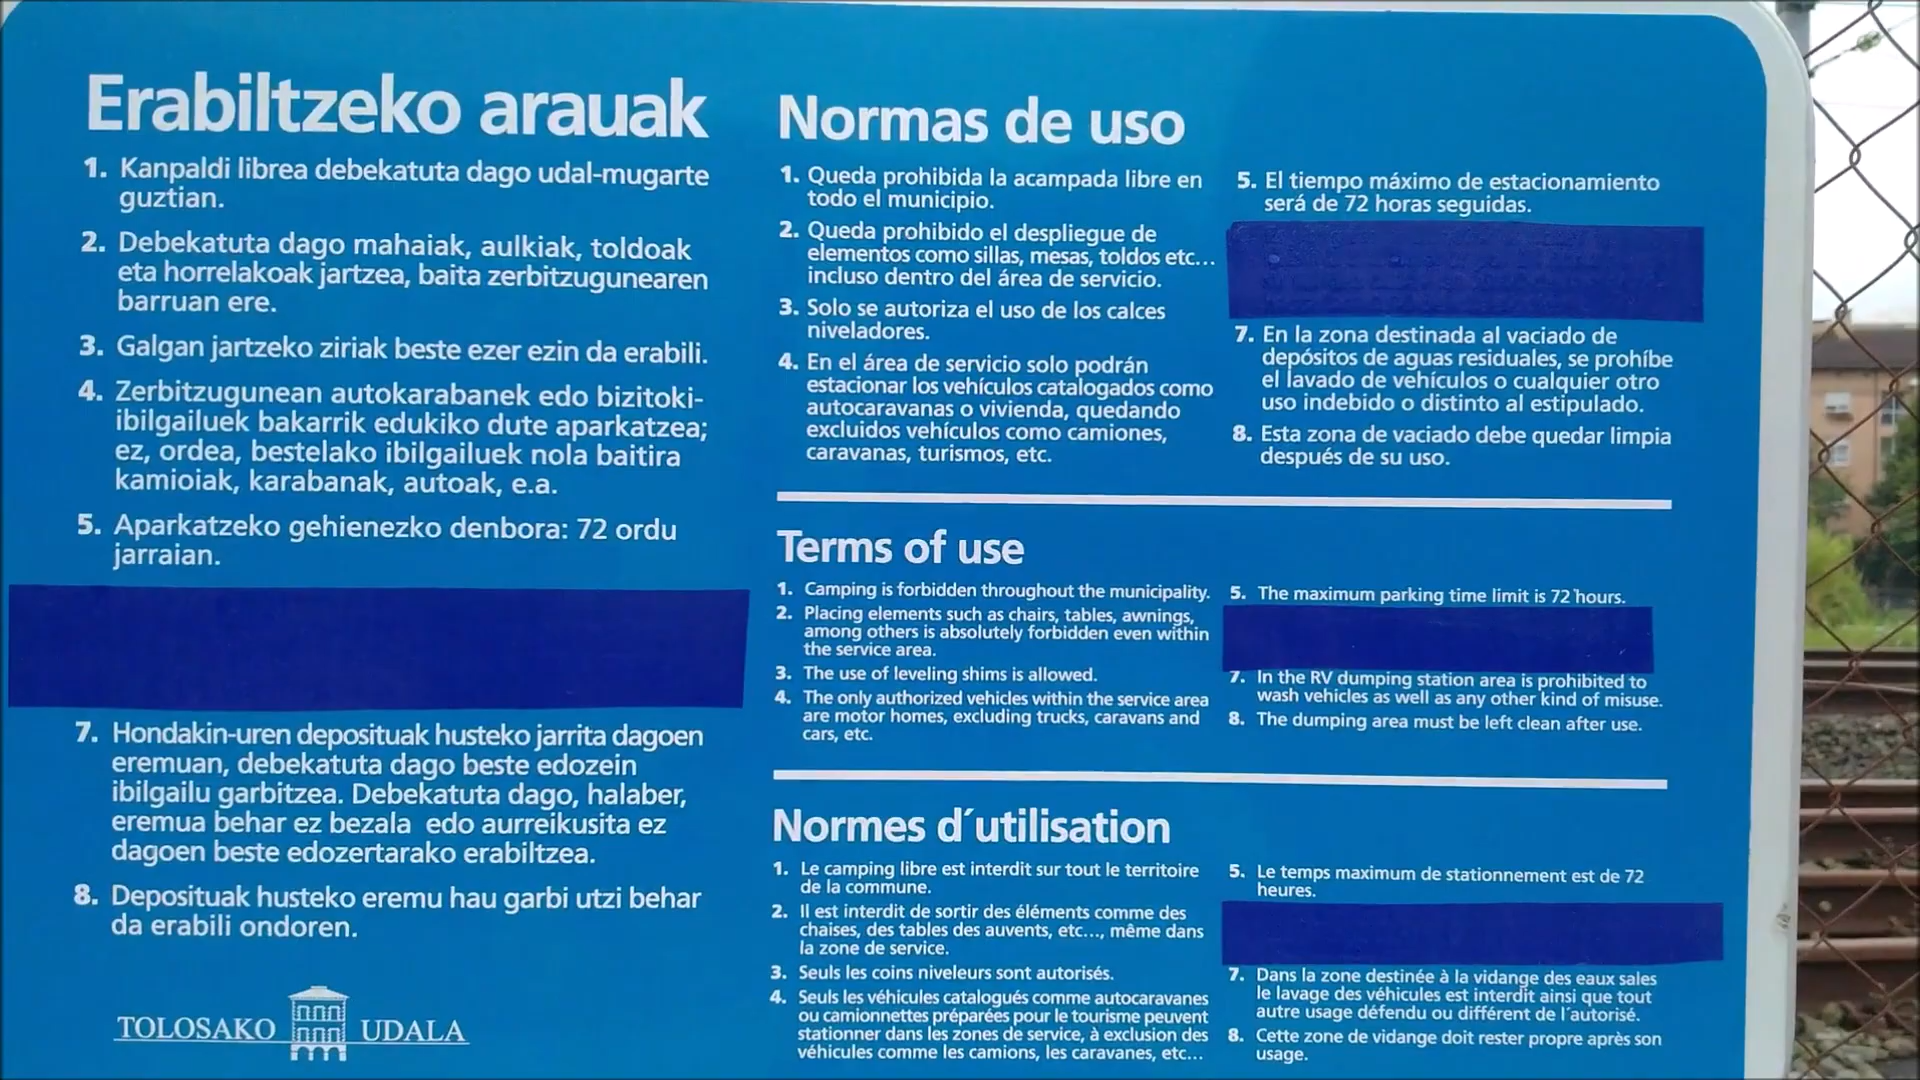 Erabiltzeko arauak
1. Kanpaldi librea debekatuta dago udal-mugarte
guztian.
2. Debekatuta dago mahaiak, aulkiak, toldoak
eta horrelakoak jartzea, baita zerbitzugunearen
barruan ere.
3. Galgan jartzeko ziriak beste ezer ezin da erabili.
4. Zerbitzugunean autokarabanek edo bizitoki-
ibilgailuek bakarrik edukiko dute aparkatzea;
ez, ordea, bestelako ibilgailuek nola baitira
kamioiak, karabanak, autoak, e.a.
5. Aparkatzeko gehienezko denbora: 72 ordu
jarraian.
7. Hondakin-uren deposituak husteko jarrita dagoen
eremuan, debekatuta dago beste edozein
ibilgailu garbitzea. Debekatuta dago, halaber,
eremua behar ez bezala edo aurreikusita ez
dagoen beste edozertarako erabiltzea.
8. Deposituak husteko eremu hau garbi utzi behar
da erabili ondoren.
TOLOSAKO UDALA
Normas de uso
1. Queda prohibida la acampada libre en
todo el municipio.
2. Queda prohibido el despliegue de
elementos como sillas, mesas, toldos etc...
incluso dentro del área de servicio.
3. Solo se autoriza el uso de los calces
niveladores.
4. En el área de servicio solo podrán
estacionar los vehículos catalogados como
autocaravanas o vivienda, quedando
excluidos vehículos como camiones,
caravanas, turismos, etc.
5. El tiempo máximo de estacionamiento
será de 72 horas seguidas.
7. En la zona destinada al vaciado de
depósitos de aguas residuales, se prohíbe
el lavado de vehículos o cualquier otro
uso indebido o distinto al estipulado.
8. Esta zona de vaciado debe quedar limpia
después de su uso.
Terms of use
1. Camping is forbidden throughout the municipality.
2. Placing elements such as chairs, tables, awnings,
among others is absolutely forbidden even within
the service area.
3. The use of leveling shims is allowed.
4. The only authorized vehicles within the service area
are motor homes, excluding trucks, caravans and
cars, etc.
5. The maximum parking time limit is 72 hours.
7. In the RV dumping station area is prohibited to
wash vehicles as well as any other kind of misuse.
8. The dumping area must be left clean after use.
Normes d´utilisation
1. Le camping libre est interdit sur tout le territoire
de la commune.
2. Il est interdit de sortir des éléments comme des
chaises, des tables des auvents, etc..., même dans
la zone de service.
3. Seuls les coins niveleurs sont autorisés.
4. Seuls les véhicules catalogués comme autocaravanes
ou camionnettes préparées pour le tourisme peuvent
stationner dans les zones de service, à exclusion des
véhicules comme les camions, les caravanes, etc...
5. Le temps maximum de stationnement est de 72
heures.
7. Dans la zone destinée à la vidange des eaux sales
le lavage des véhicules est interdit ainsi que tout
autre usage défendu ou différent de l´autorisé.
8. Cette zone de vidange doit rester propre après son
usage.